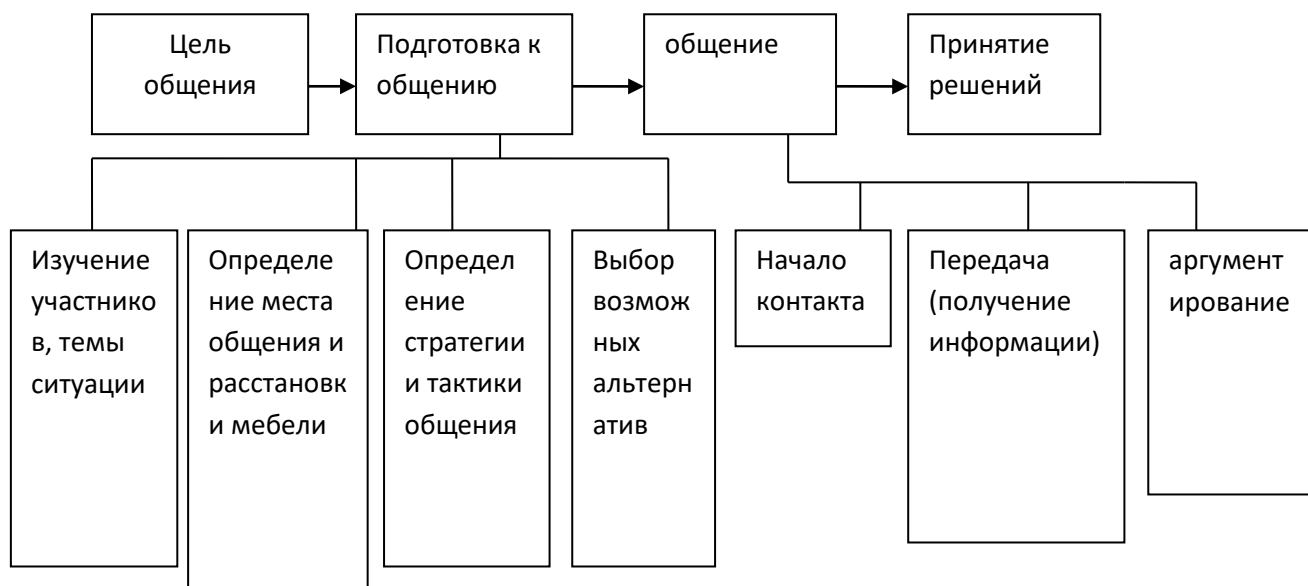 Цель
общения
Подготовка к
общению
общение
Принятие
решений
Изучение
участнико
в, темы
ситуации
Определе
ние места
общения и
расстановк
и мебели
Определ
ение
стратегии
и тактики
общения
Выбор
возмож
ных
альтерн
атив
Начало
контакта
Передача
(получение
информации)
аргумент
ирование